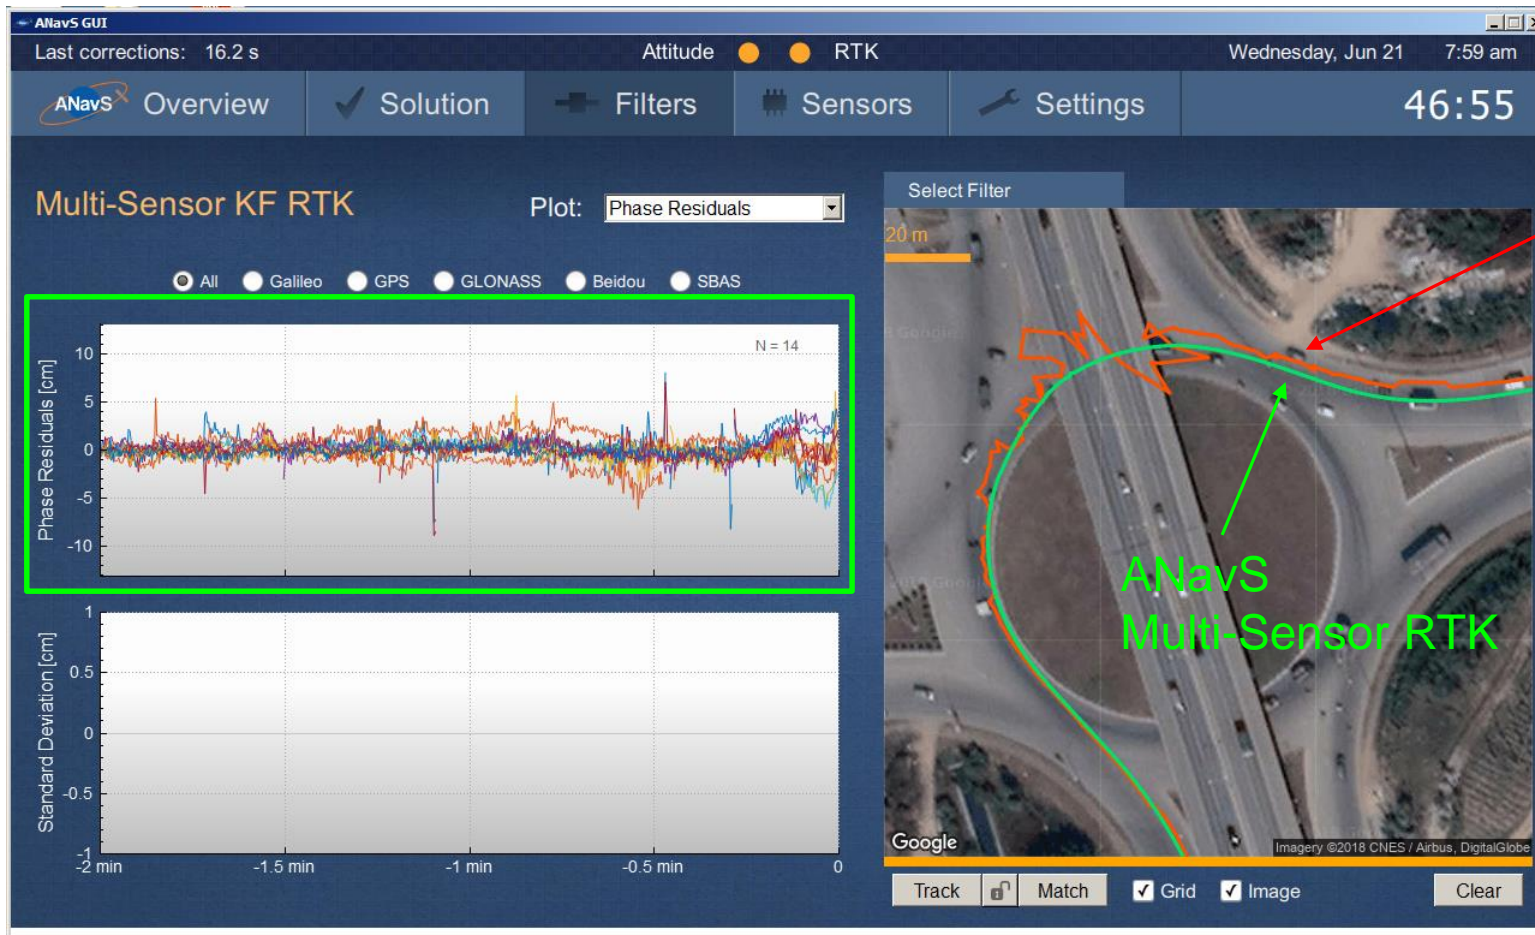 ANavS GUI
Last corrections: 16.2 s
Attitude
RTK
Wednesday, Jun 21 7:59 am
ANavS
Overview
Solution
Filters
Sensors
Settings
46:55
Multi-Sensor KF RTK
Plot:
Phase Residuals
All
Galileo
GPS
GLONASS
Beidou
SBAS
N = 14
Phase Residuals [cm]
10
5
0
-5
-10
Standard Deviation [cm]
1
0.5
0
-0.5
-1
-2 min
-1.5 min
-1 min
-0.5 min
0
Select Filter
20 m
ANavS
Multi-Sensor RTK
Google
Imagery ©2018 CNES / Airbus, DigitalGlobe
Track
Match
Grid
Image
Clear